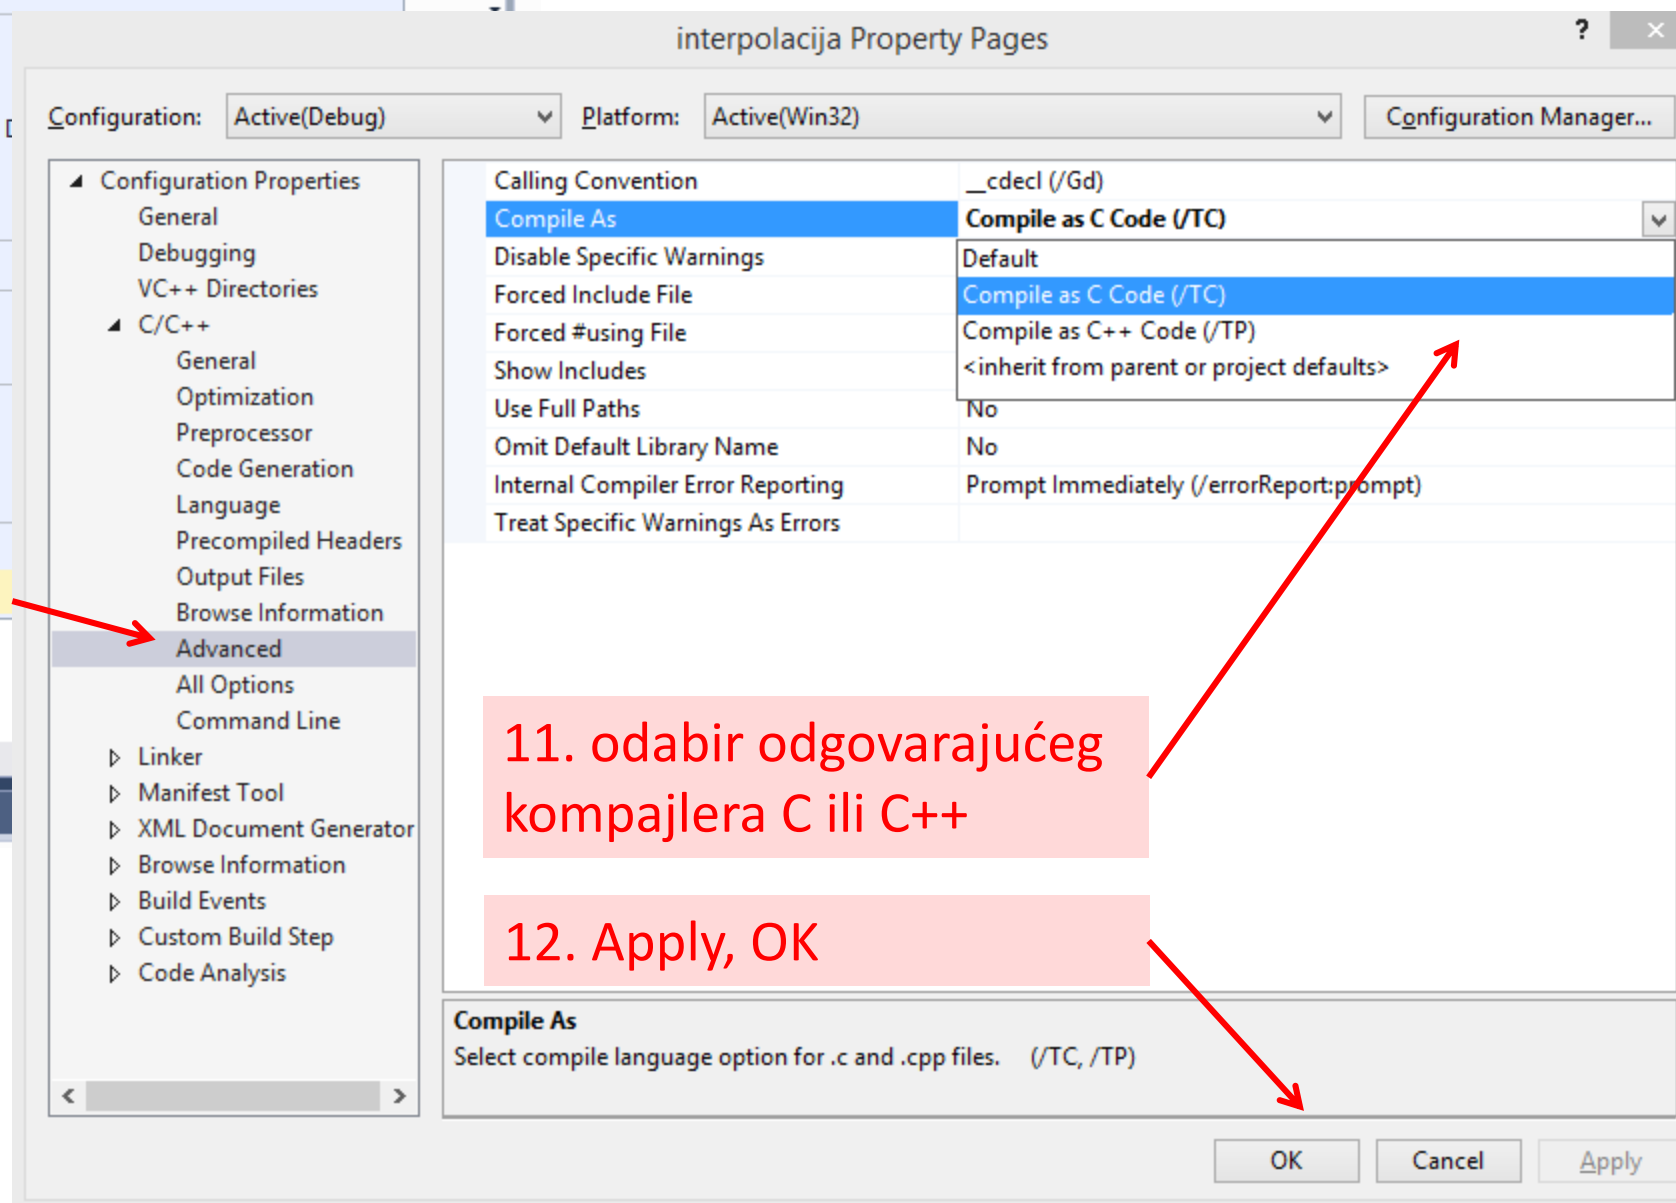 interpolacija Property Pages
?
Configuration: Active(Debug) Platform: Active(Win32) Configuration Manager...
Configuration Properties
General
Debugging
VC++ Directories
C/C++
General
Optimization
Preprocessor
Code Generation
Language
Precompiled Headers
Output Files
Browse Information
Advanced
All Options
Command Line
Linker
Manifest Tool
XML Document Generator
Browse Information
Build Events
Custom Build Step
Code Analysis
Calling Convention __cdecl (/Gd)
Compile As Compile as C Code (/TC)
Disable Specific Warnings
Forced Include File
Forced #using File
Show Includes
Default
Compile as C Code (/TC)
Compile as C++ Code (/TP)
<inherit from parent or project defaults>
Use Full Paths No
Omit Default Library Name No
Internal Compiler Error Reporting Prompt Immediately (/errorReport:prompt)
Treat Specific Warnings As Errors
11. odabir odgovarajućeg
kompajlera C ili C++
12. Apply, OK
Compile As
Select compile language option for .c and .cpp files. (/TC, /TP)
OK Cancel Apply